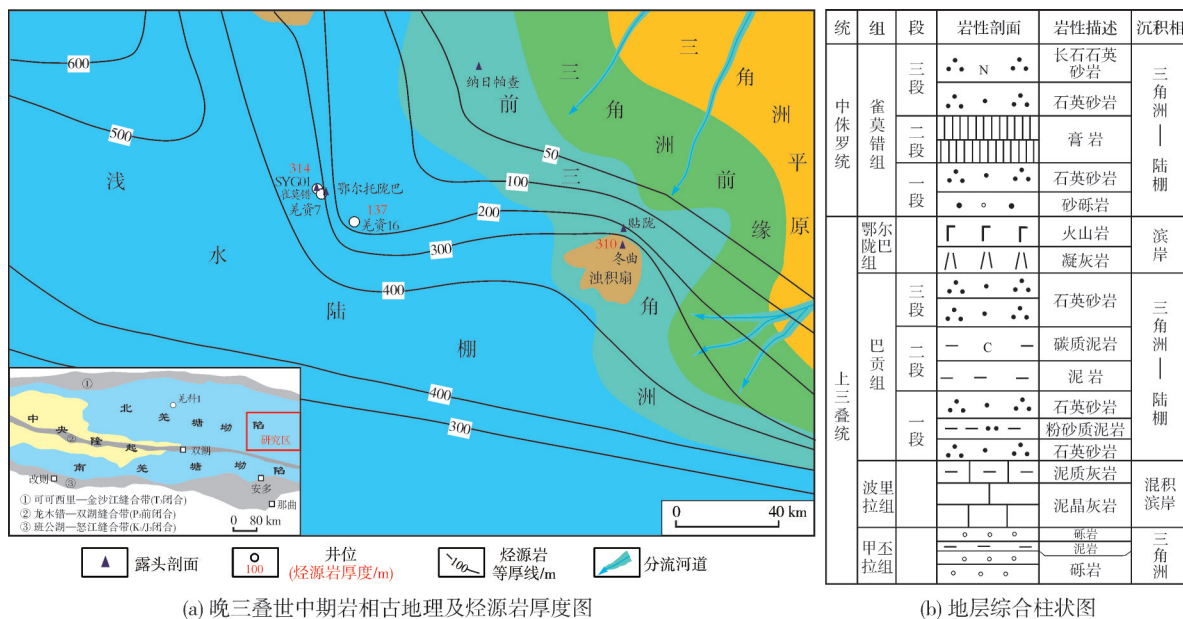 600
500
浅
水
陆
棚
314
SYG01
雀莫错
羌资7
鄂尔托陇巴
137
羌资16
纳日帕查
前
三
角
洲
三
角
洲
前
缘
三
角
洲
平
原
前
三
角
洲
50
100
200
300
400
400
300
贴陇
310
冬曲
浊积扇
①
羌科1
北羌塘坳陷
中央隆起
②
双湖
研究区
南羌塘坳陷
改则
③
安多
那曲
① 可可西里—金沙江缝合带(T₃闭合)
② 龙木错—双湖缝合带(P₃前闭合)
0 80 km
0 40 km
露头剖面
100
井位
(烃源岩厚度/m)
100
烃源岩
等厚线/m
分流河道
(a) 晚三叠世中期岩相古地理及烃源岩厚度图
统 组 段 岩性剖面 岩性描述 沉积相
中侏罗统
雀莫错组
三段
N
长石石英
砂岩
石英砂岩
二段
膏岩
一段
石英砂岩
砂砾岩
三角洲—陆棚
上三叠统
鄂尔
陇巴
组
火山岩
凝灰岩
滨岸
巴贡组
三段
石英砂岩
二段
C
碳质泥岩
泥岩
一段
石英砂岩
粉砂质泥岩
石英砂岩
三角洲—陆棚
波里
拉组
泥质灰岩
泥晶灰岩
混积
滨岸
甲丕
拉组
砾岩
泥岩
砾岩
三角洲
(b) 地层综合柱状图